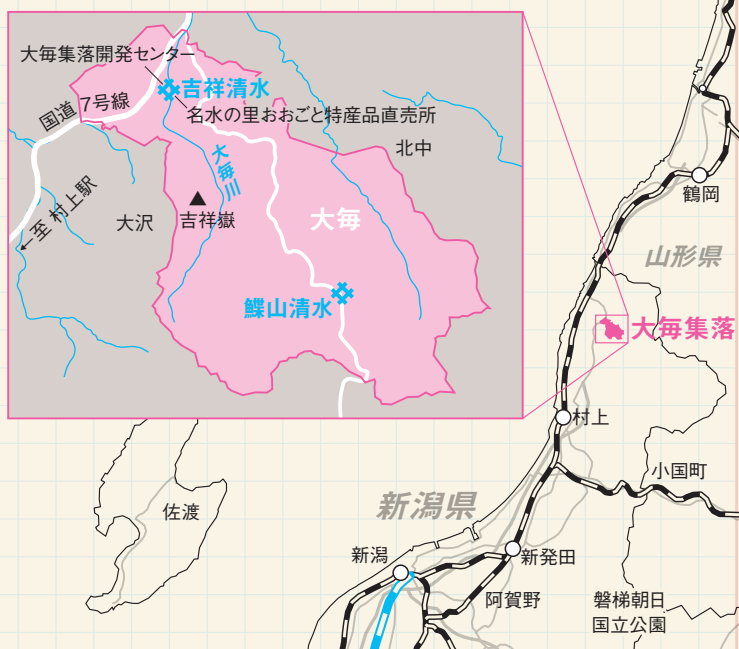 大毎集落開発センター
吉祥清水
国道 7号線
名水の里おおごと特産品直売所
北中
大毎川
←至 村上駅
大沢
吉祥嶽
大毎
鰈山清水
鶴岡
山形県
大毎集落
村上
小国町
佐渡
新潟県
新潟
新発田
阿賀野
磐梯朝日
国立公園